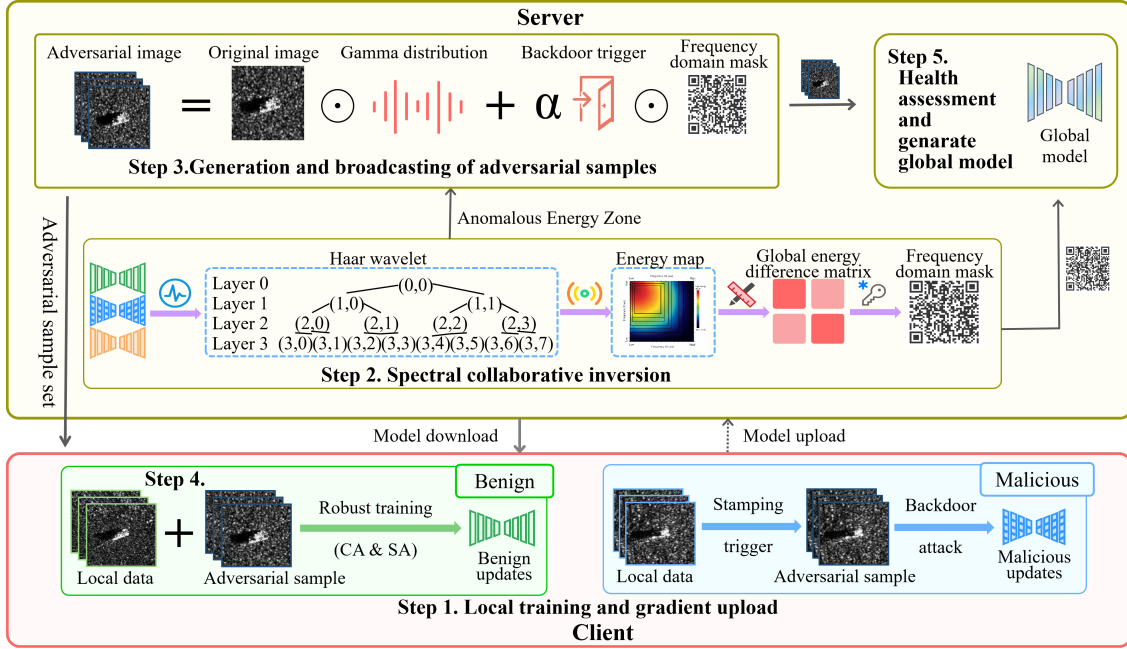 Server
Adversarial image
Original image
Gamma distribution
Backdoor trigger
Frequency
domain mask
=
+
α
Step 3.Generation and broadcasting of adversarial samples
Step 5.
Health
assessment
and
genarate
global model
Global
model
Adversarial sample set
Anomalous Energy Zone
Haar wavelet
Layer 0
(0,0)
Layer 1
(1,0)
(1,1)
Layer 2
(2,0)
(2,1)
(2,2)
(2,3)
Layer 3
(3,0)(3,1)(3,2)(3,3)(3,4)(3,5)(3,6)(3,7)
Energy map
Global energy
difference matrix
*
Frequency
domain mask
Step 2. Spectral collaborative inversion
Model download
Model upload
Step 4.
Benign
+
Robust training
(CA & SA)
Local data
Adversarial sample
Benign
updates
Malicious
Stamping
trigger
Backdoor
attack
Local data
Adversarial sample
Malicious
updates
Step 1. Local training and gradient upload
Client